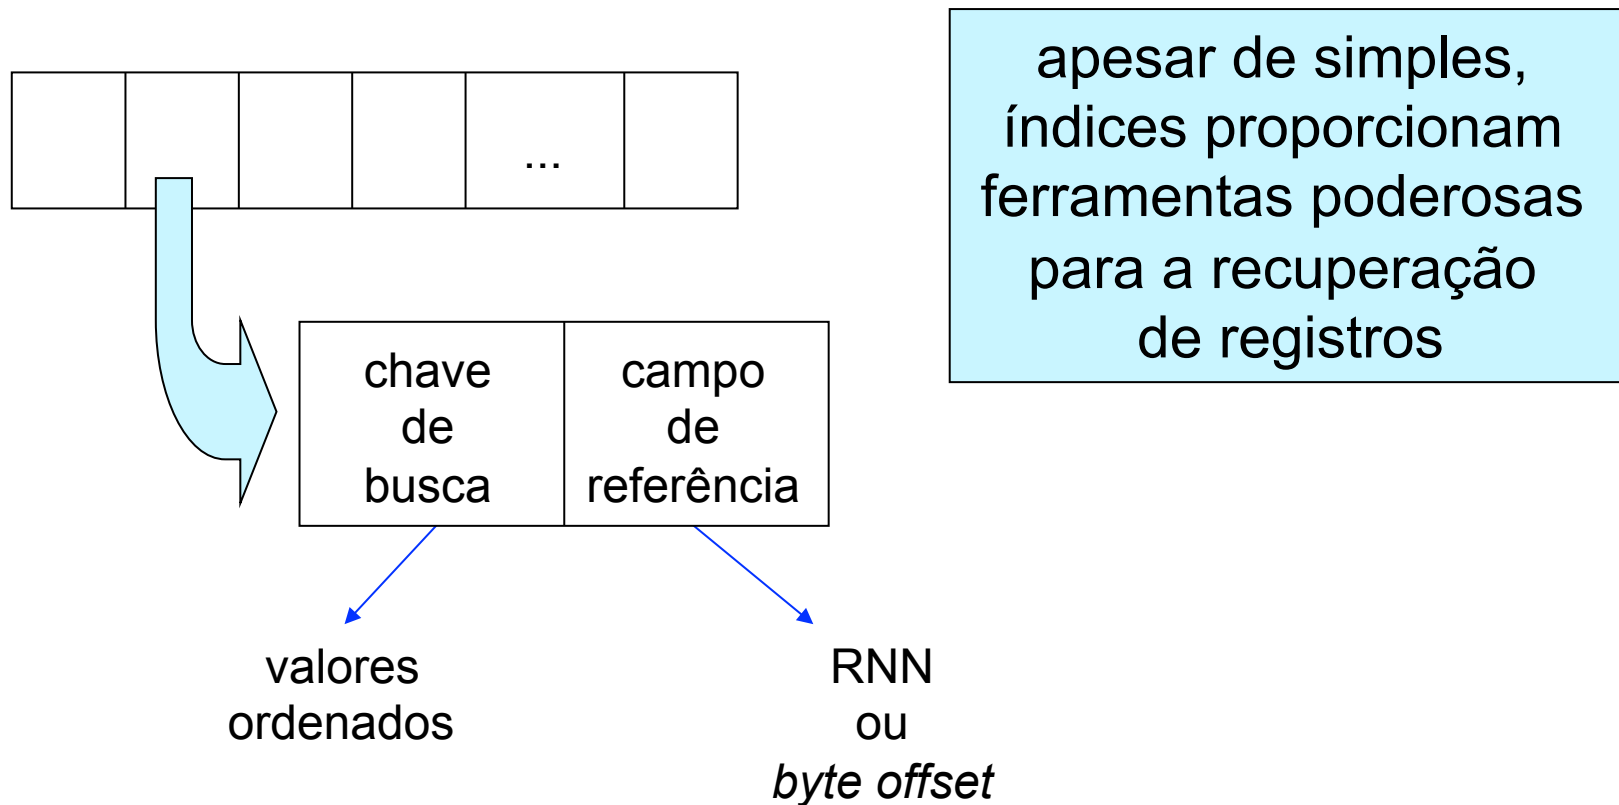 apesar de simples,
índices proporcionam
ferramentas poderosas
para a recuperação
de registros
...
chave
de
busca
campo
de
referência
valores
ordenados
RNN
ou
byte offset